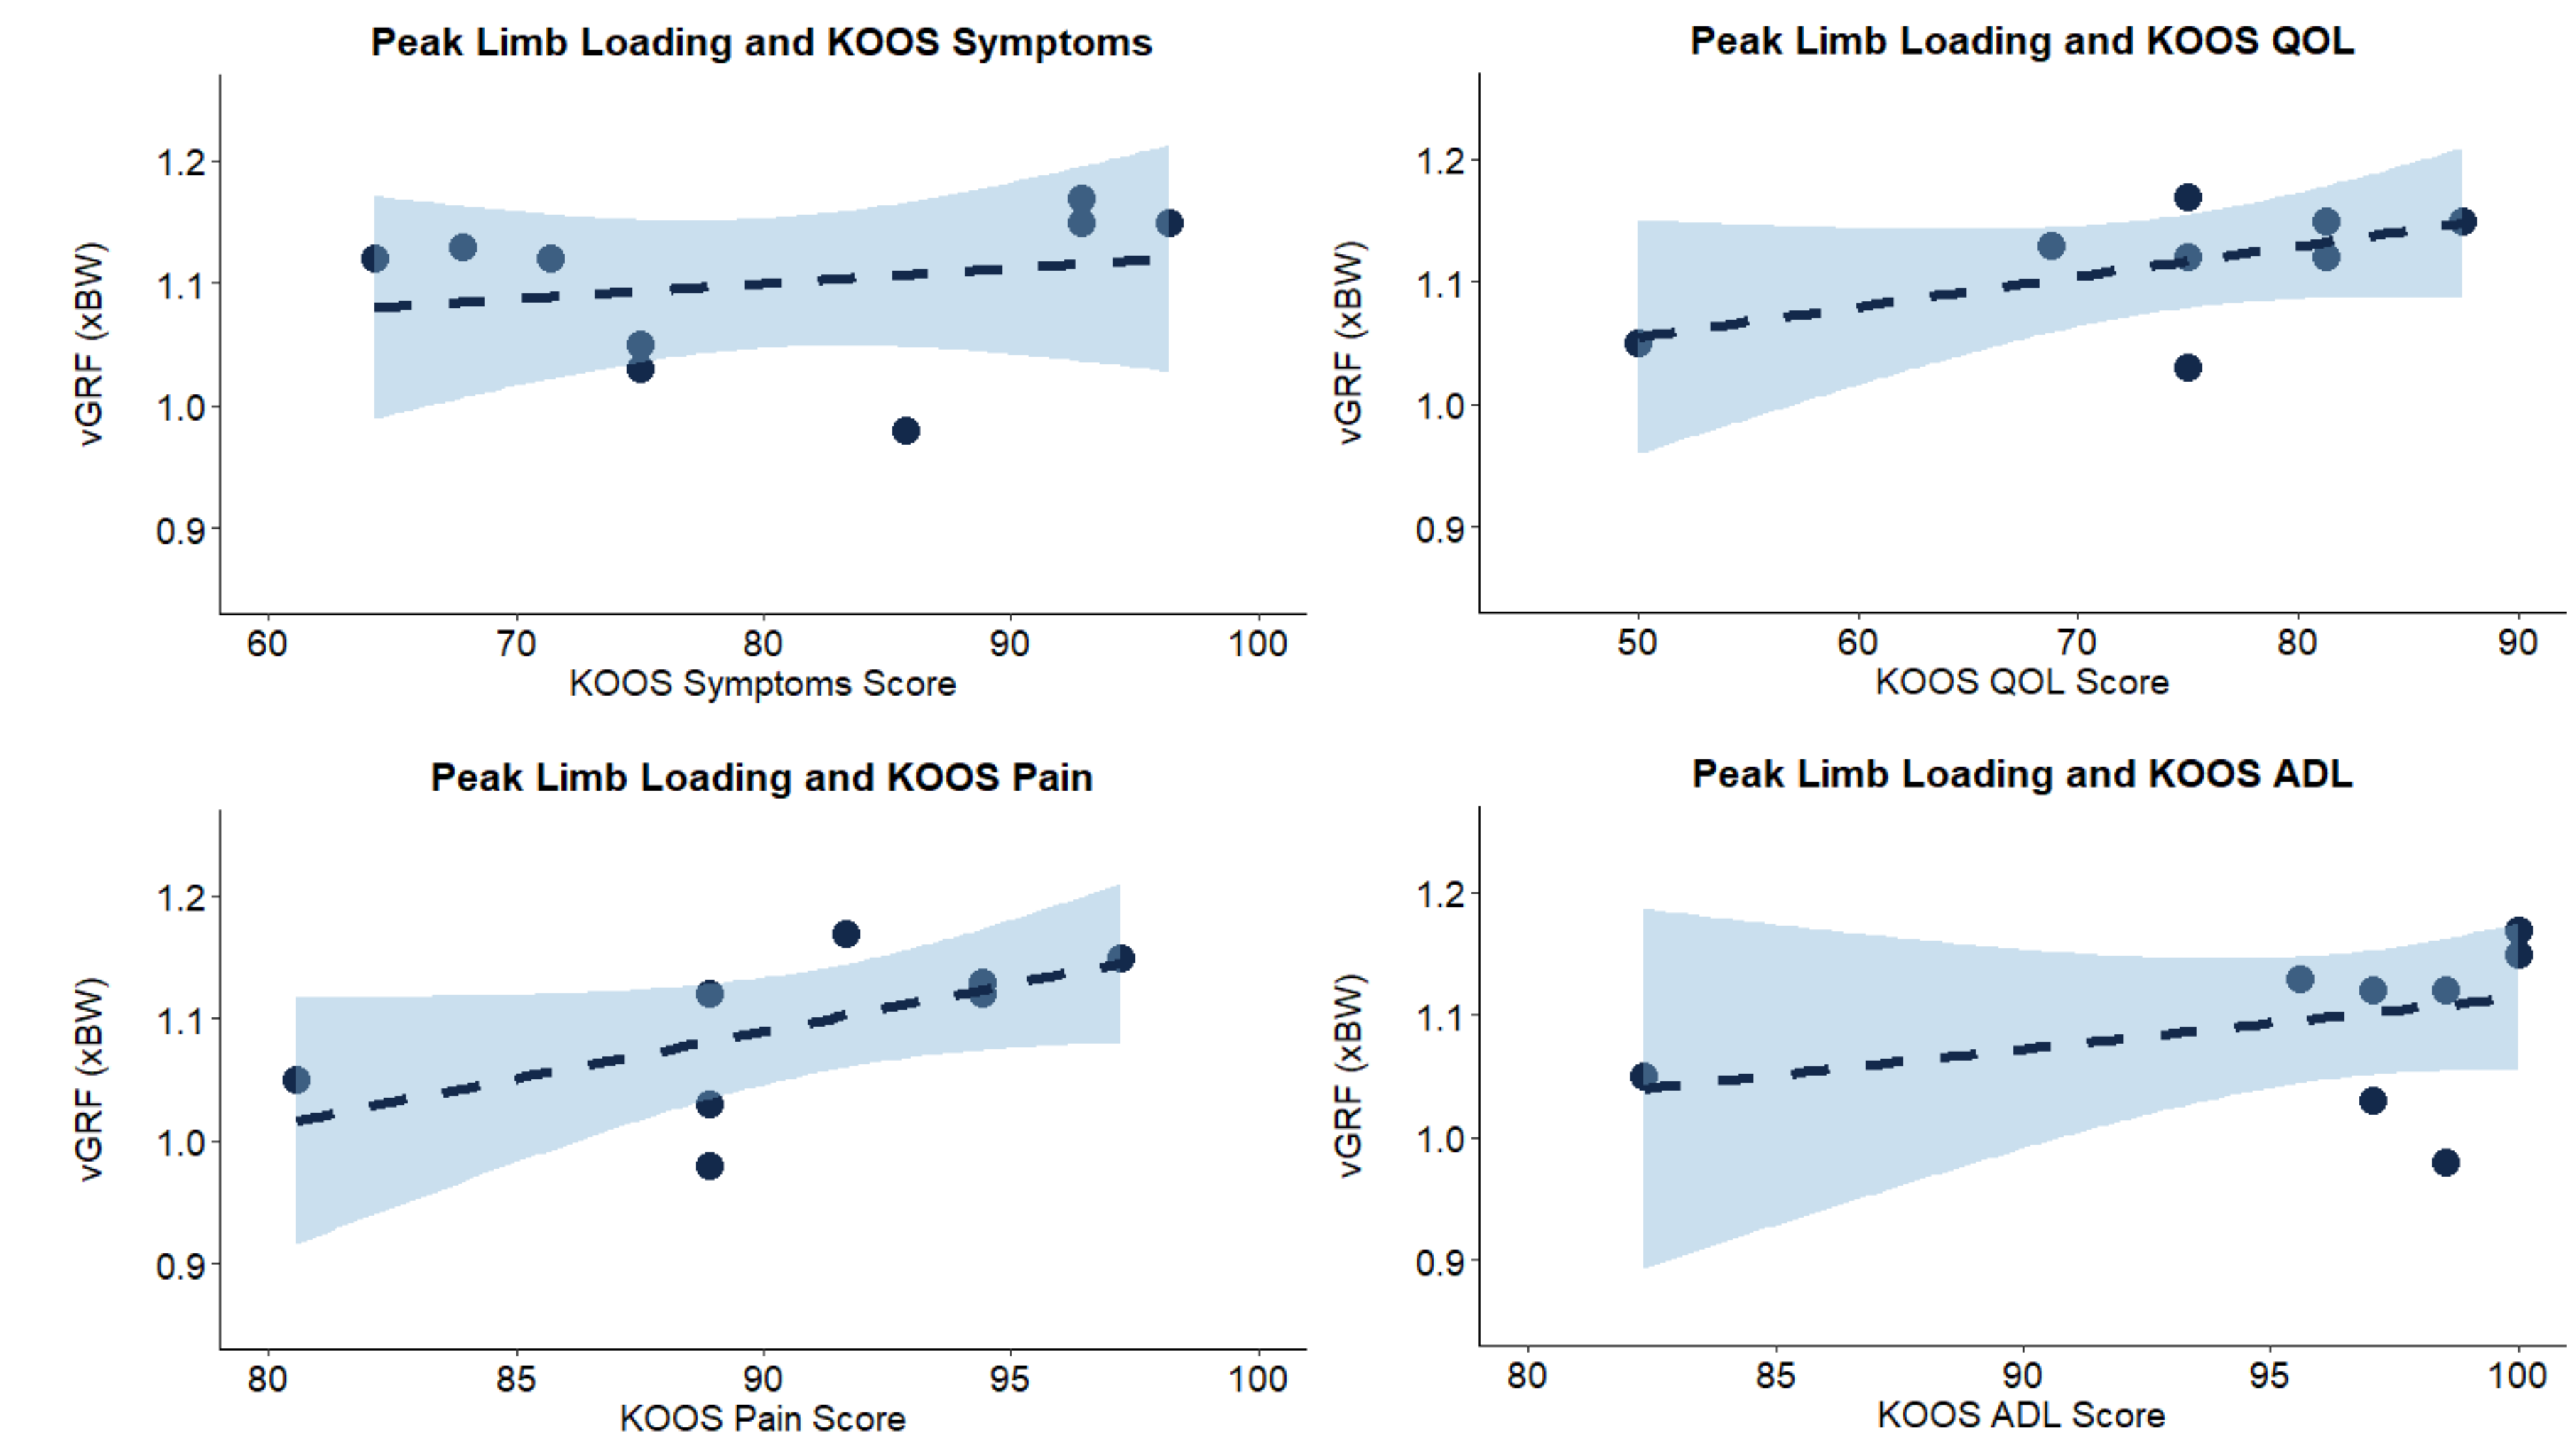 Peak Limb Loading and KOOS Symptoms
vGRF (xBW)
1.2
1.1
1.0
0.9
60 70 80 90 100
KOOS Symptoms Score
Peak Limb Loading and KOOS QOL
vGRF (xBW)
1.2
1.1
1.0
0.9
50 60 70 80 90
KOOS QOL Score
Peak Limb Loading and KOOS Pain
vGRF (xBW)
1.2
1.1
1.0
0.9
80 85 90 95 100
KOOS Pain Score
Peak Limb Loading and KOOS ADL
vGRF (xBW)
1.2
1.1
1.0
0.9
80 85 90 95 100
KOOS ADL Score